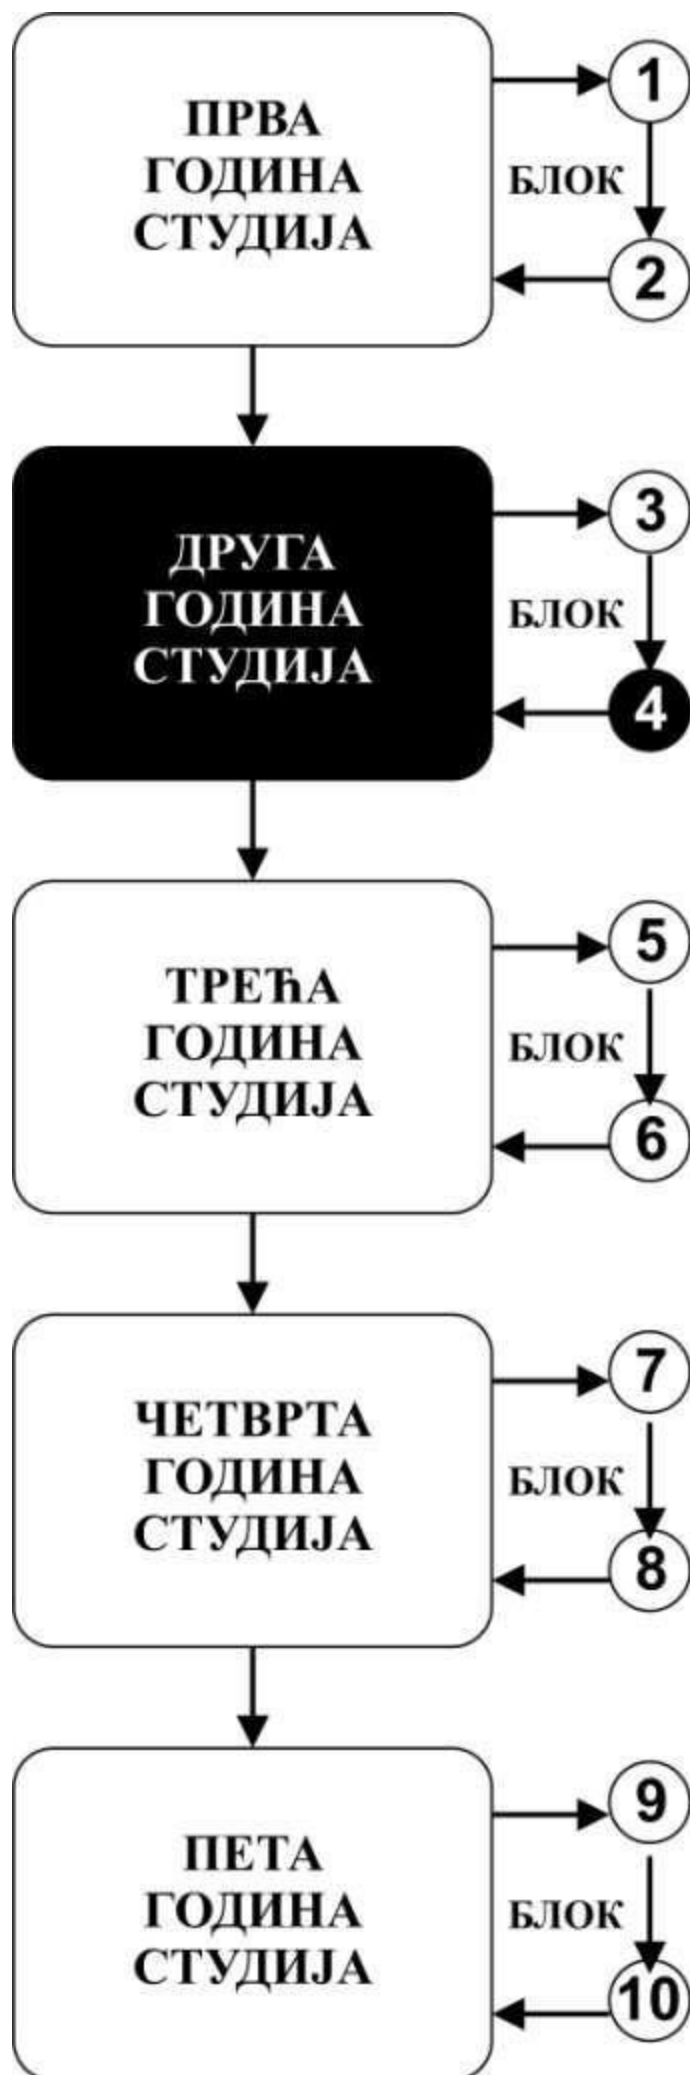 ПРВА
ГОДИНА
СТУДИЈА
1
БЛОК
2
ДРУГА
ГОДИНА
СТУДИЈА
3
БЛОК
4
ТРЕЋА
ГОДИНА
СТУДИЈА
5
БЛОК
6
ЧЕТВРТА
ГОДИНА
СТУДИЈА
7
БЛОК
8
ПЕТА
ГОДИНА
СТУДИЈА
9
БЛОК
10